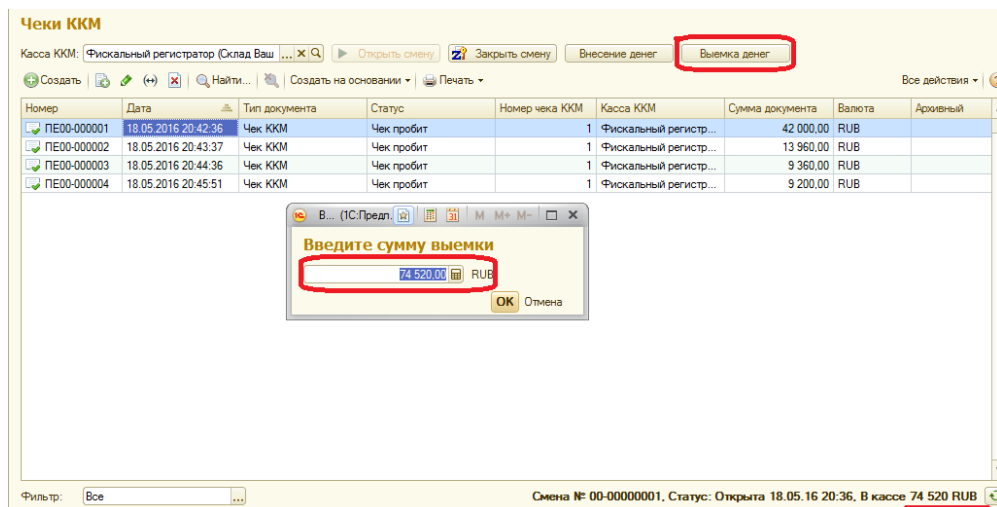 Чеки ККМ
Касса ККМ: Фискальный регистратор (Склад Ваш ... Открыть смену Закрыть смену Внесение денег Выемка денег
Создать Найти... Создать на основании Печать Все действия
Номер Дата Тип документа Статус Номер чека ККМ Касса ККМ Сумма документа Валюта Архивный
ПЕ00-000001 18.05.2016 20:42:36 Чек ККМ Чек пробит 1 Фискальный регистр... 42 000,00 RUB
ПЕ00-000002 18.05.2016 20:43:37 Чек ККМ Чек пробит 1 Фискальный регистр... 13 960,00 RUB
ПЕ00-000003 18.05.2016 20:44:36 Чек ККМ Чек пробит 1 Фискальный регистр... 9 360,00 RUB
ПЕ00-000004 18.05.2016 20:45:51 Чек ККМ Чек пробит 1 Фискальный регистр... 9 200,00 RUB
В... (1С:Предп. 31 M M+ M-
Введите сумму выемки
74 520,00 RUB
ОК Отмена
Фильтр: Все ... Смена № 00-00000001, Статус: Открыта 18.05.16 20:36, В кассе 74 520 RUB